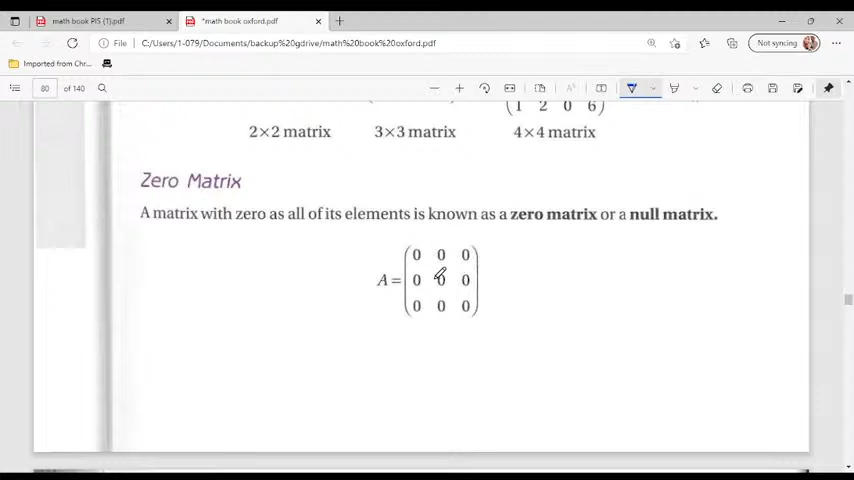 math book PIS (1).pdf
*math book oxford.pdf
Not syncing
File
C:/Users/1-079/Documents/backup%20gdrive/math%20book%20oxford.pdf
Imported from Chr...
80 of 140
(1 2 0 6)
2×2 matrix 3×3 matrix 4×4 matrix
Zero Matrix
A matrix with zero as all of its elements is known as a zero matrix or a null matrix.
0 0 0
A = 0 0 0
0 0 0